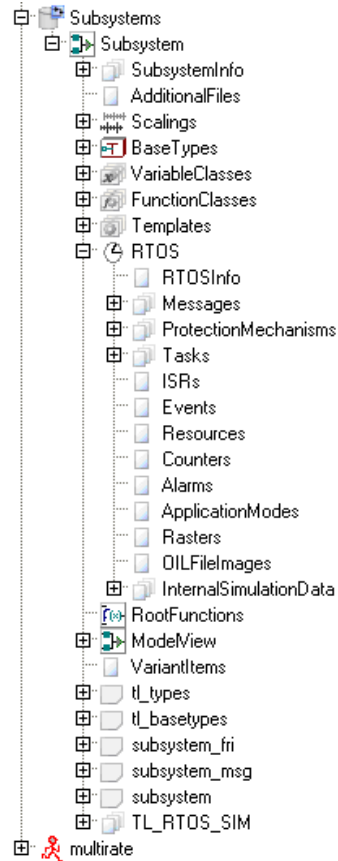 Subsystems
Subsystem
SubsystemInfo
AdditionalFiles
Scalings
BaseTypes
VariableClasses
FunctionClasses
Templates
RTOS
RTOSInfo
Messages
ProtectionMechanisms
Tasks
ISRs
Events
Resources
Counters
Alarms
ApplicationModes
Rasters
OILFileImages
InternalSimulationData
RootFunctions
ModelView
VariantItems
tl_types
tl_basetypes
subsystem_fri
subsystem_msg
subsystem
TL_RTOS_SIM
multirate